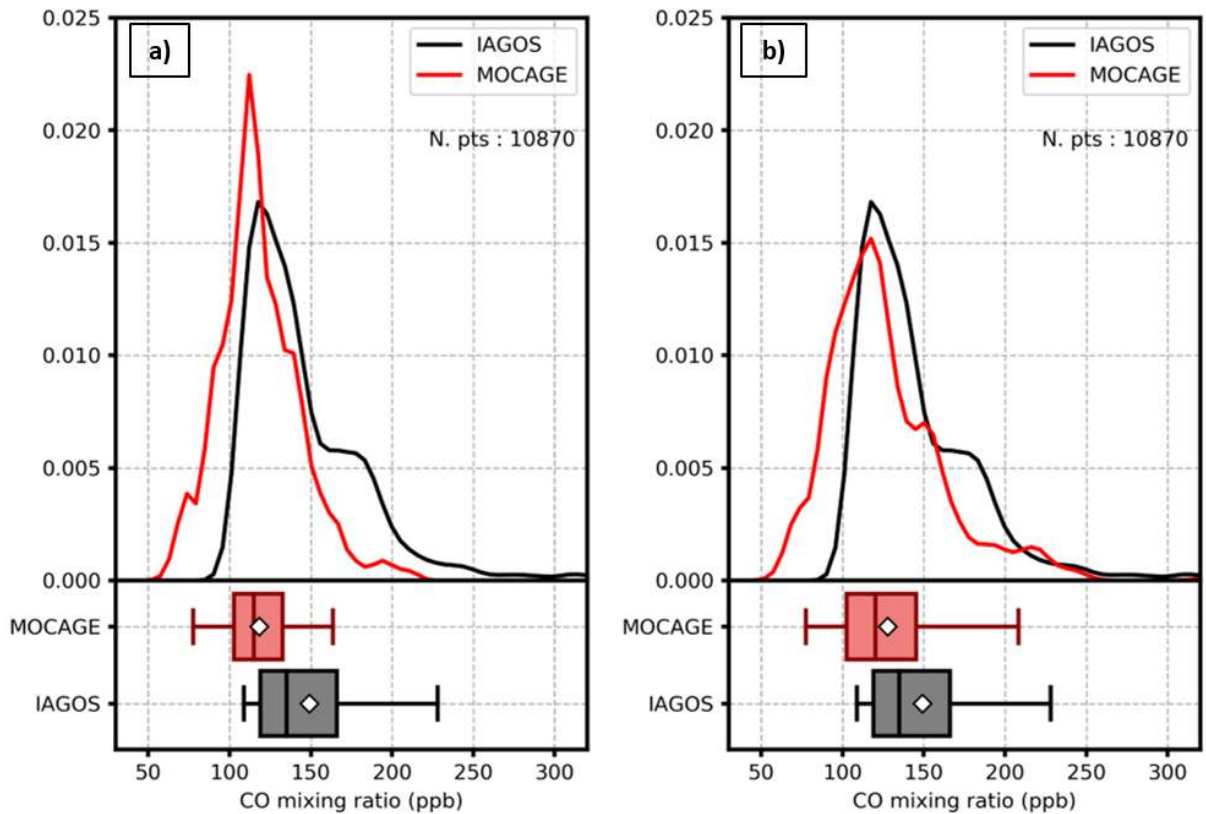 a)
IAGOS
MOCAGE
N. pts : 10870
0.025
0.020
0.015
0.010
0.005
0.000
MOCAGE
IAGOS
50 100 150 200 250 300
CO mixing ratio (ppb)
b)
IAGOS
MOCAGE
N. pts : 10870
0.025
0.020
0.015
0.010
0.005
0.000
MOCAGE
IAGOS
50 100 150 200 250 300
CO mixing ratio (ppb)